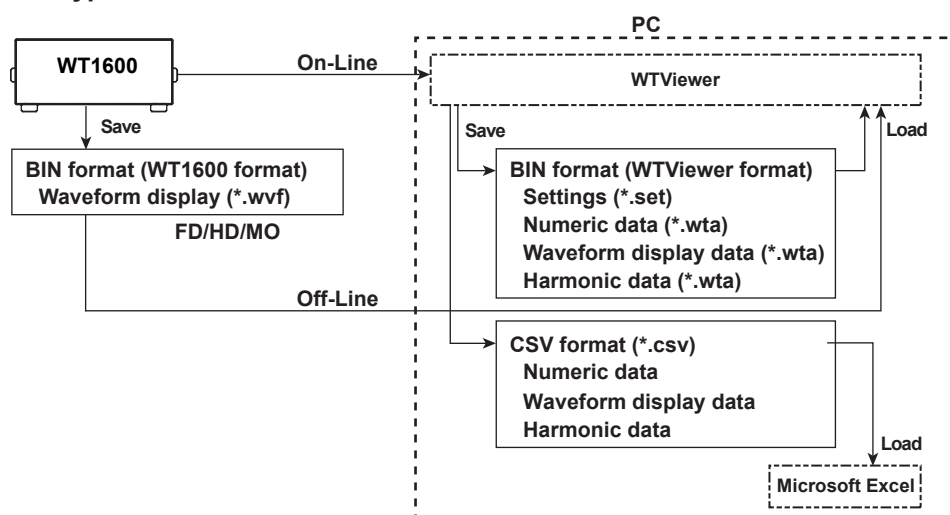 PC
WT1600
On-Line
WTViewer
Save
Save
Load
BIN format (WT1600 format)
Waveform display (*.wvf)
FD/HD/MO
BIN format (WTViewer format)
Settings (*.set)
Numeric data (*.wta)
Waveform display data (*.wta)
Harmonic data (*.wta)
Off-Line
CSV format (*.csv)
Numeric data
Waveform display data
Harmonic data
Load
Microsoft Excel